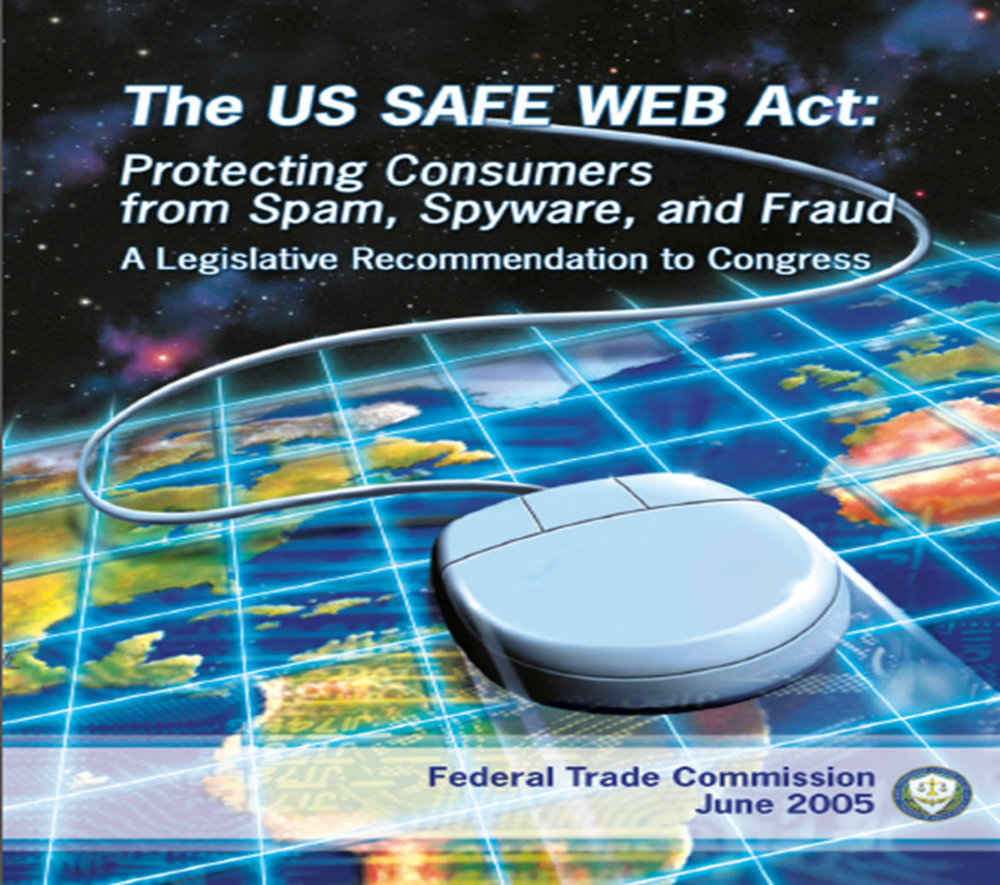 The US SAFE WEB Act:
Protecting Consumers
from Spam, Spyware, and Fraud
A Legislative Recommendation to Congress
Federal Trade Commission
June 2005